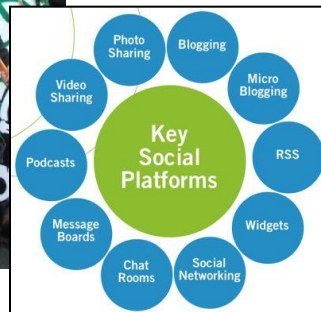 Key
Social
Platforms
Photo
Sharing
Blogging
Micro
Blogging
RSS
Widgets
Social
Networking
Chat
Rooms
Message
Boards
Podcasts
Video
Sharing